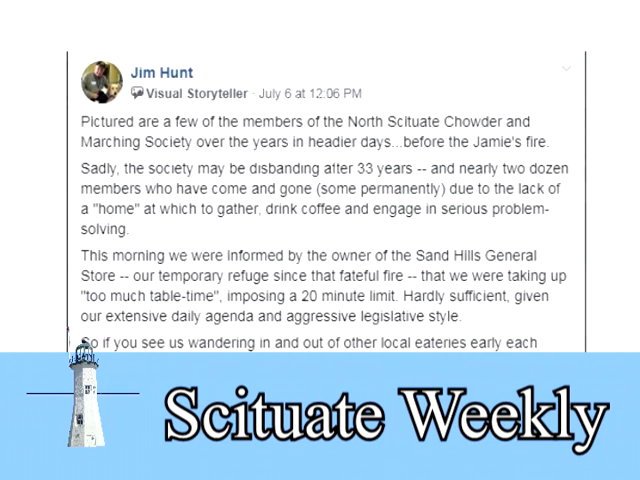 Jim Hunt
Visual Storyteller · July 6 at 12:06 PM
Pictured are a few of the members of the North Scituate Chowder and
Marching Society over the years in headier days...before the Jamie's fire.
Sadly, the society may be disbanding after 33 years -- and nearly two dozen
members who have come and gone (some permanently) due to the lack of
a "home" at which to gather, drink coffee and engage in serious problem-
solving.
This morning we were informed by the owner of the Sand Hills General
Store -- our temporary refuge since that fateful fire -- that we were taking up
"too much table-time", imposing a 20 minute limit. Hardly sufficient, given
our extensive daily agenda and aggressive legislative style.
So if you see us wandering in and out of other local eateries early each
Scituate Weekly